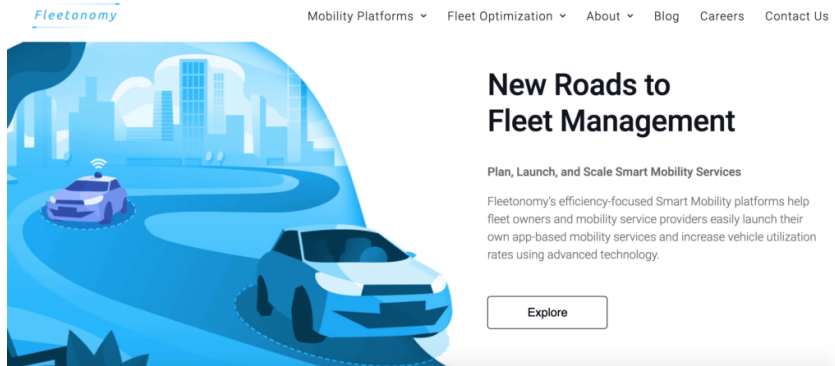 Fleetonomy
Mobility Platforms
Fleet Optimization
About
Blog
Careers
Contact Us
New Roads to
Fleet Management
Plan, Launch, and Scale Smart Mobility Services
Fleetonomy's efficiency-focused Smart Mobility platforms help
fleet owners and mobility service providers easily launch their
own app-based mobility services and increase vehicle utilization
rates using advanced technology.
Explore